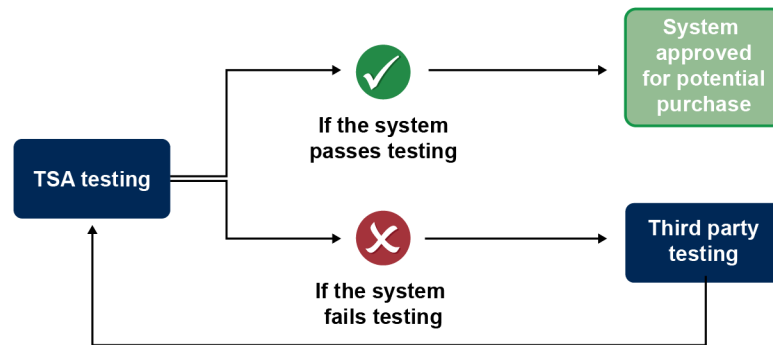 TSA testing
If the system
passes testing
System
approved
for potential
purchase
If the system
fails testing
Third party
testing